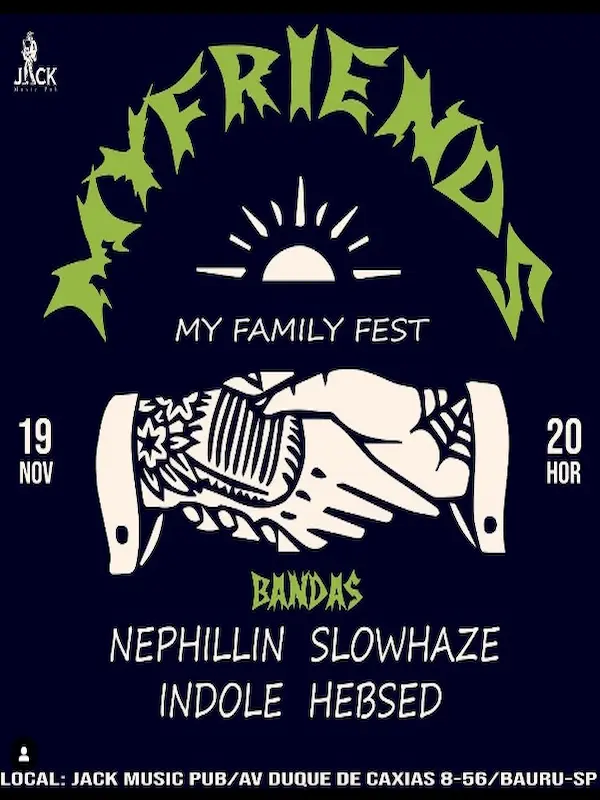 JACK
Music Pub
MYFRIENDS
MY FAMILY FEST
19
NOV
20
HOR
BANDAS
NEPHILLIN SLOWHAZE
INDOLE HEBSED
LOCAL: JACK MUSIC PUB/AV DUQUE DE CAXIAS 8-56/BAURU-SP